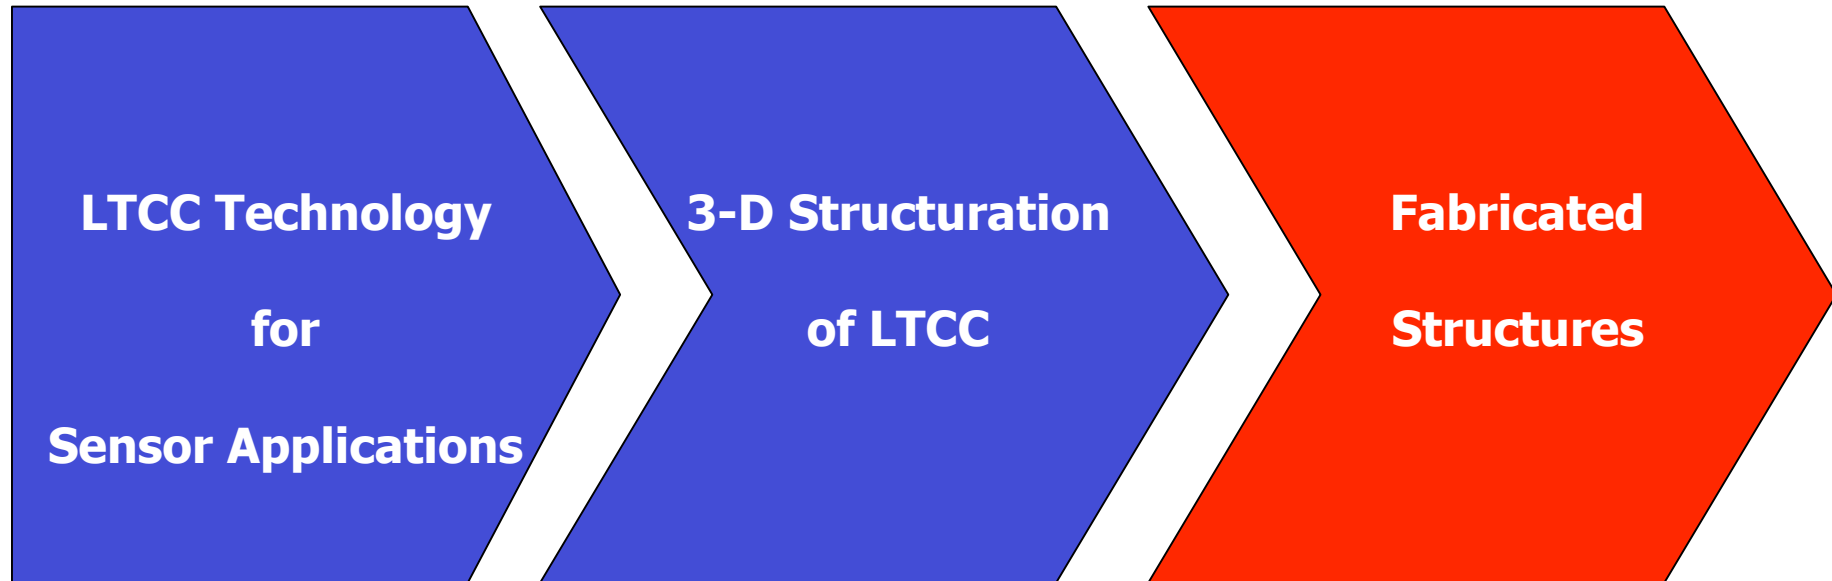 LTCC Technology
for
Sensor Applications
3-D Structuration
of LTCC
Fabricated
Structures